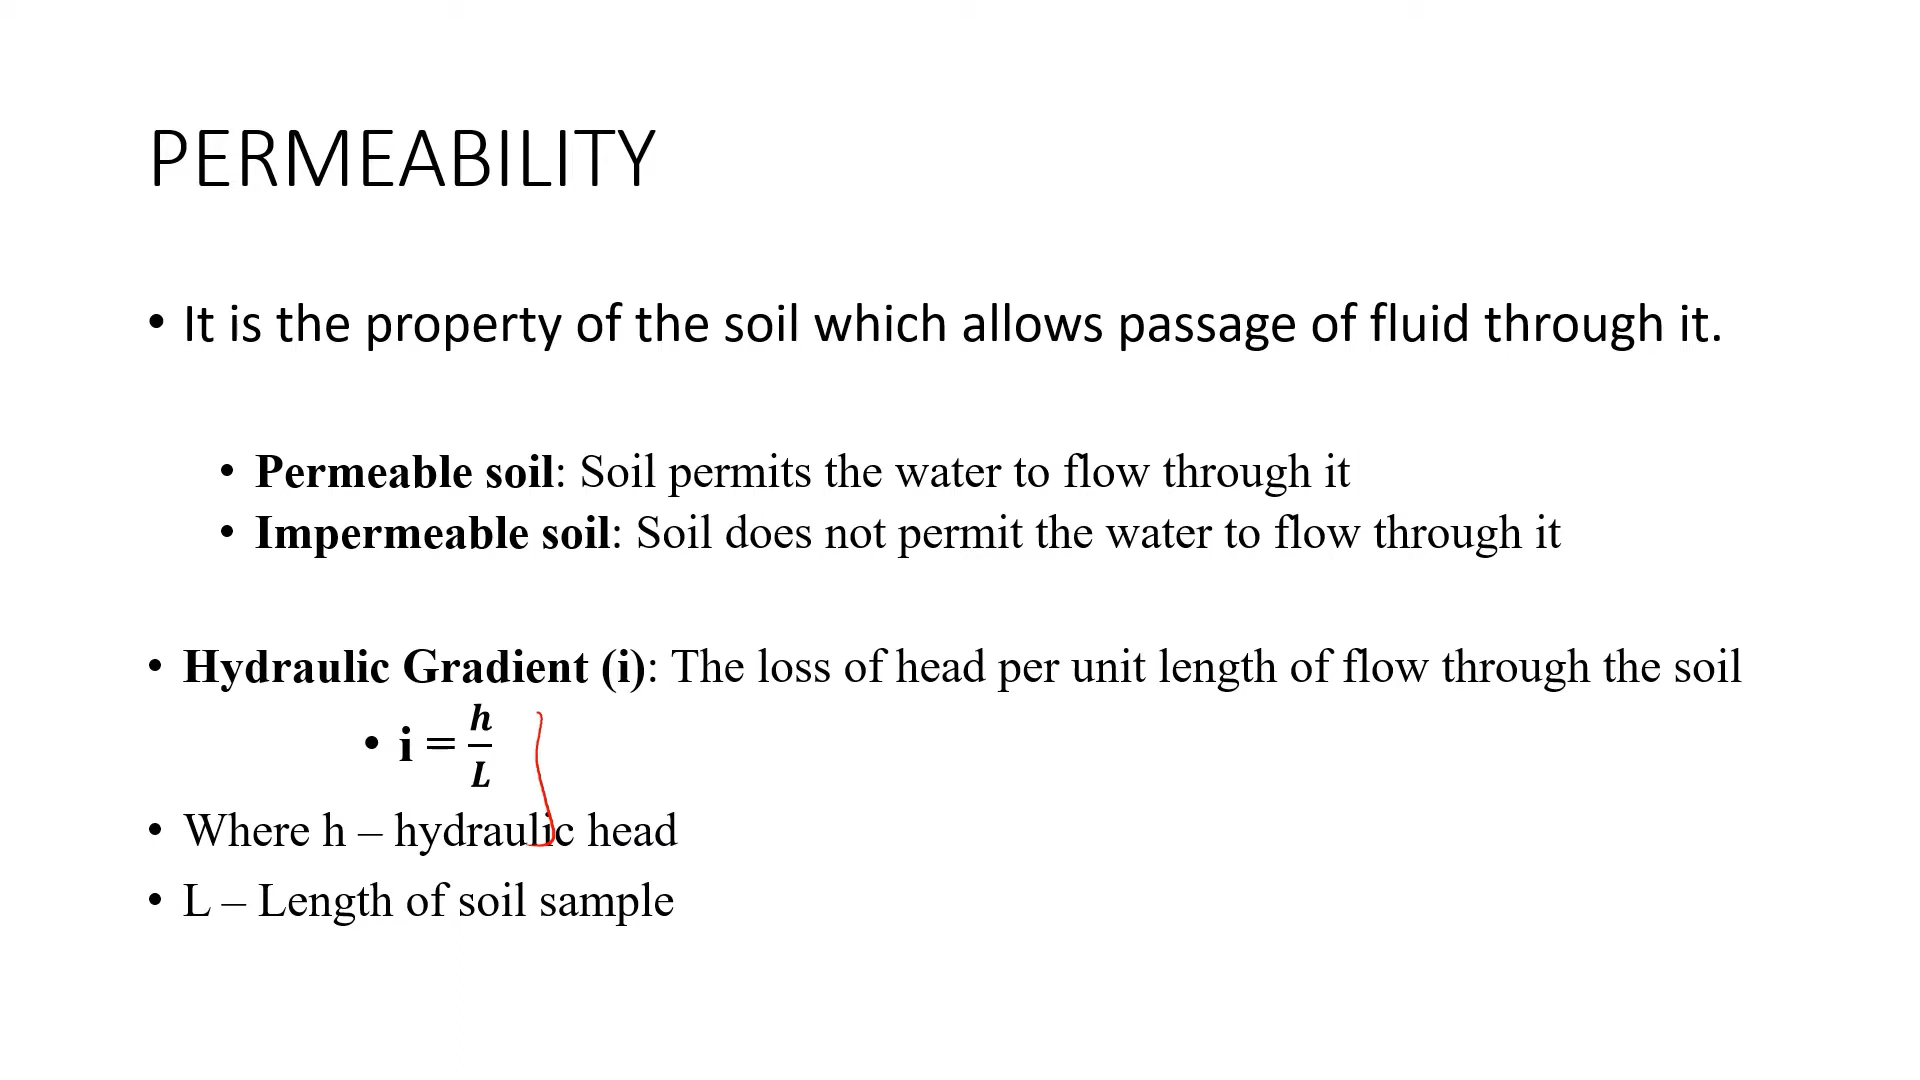 PERMEABILITY
• It is the property of the soil which allows passage of fluid through it.
• Permeable soil: Soil permits the water to flow through it
• Impermeable soil: Soil does not permit the water to flow through it
• Hydraulic Gradient (i): The loss of head per unit length of flow through the soil
• i = h/L
• Where h – hydraulic head
• L – Length of soil sample